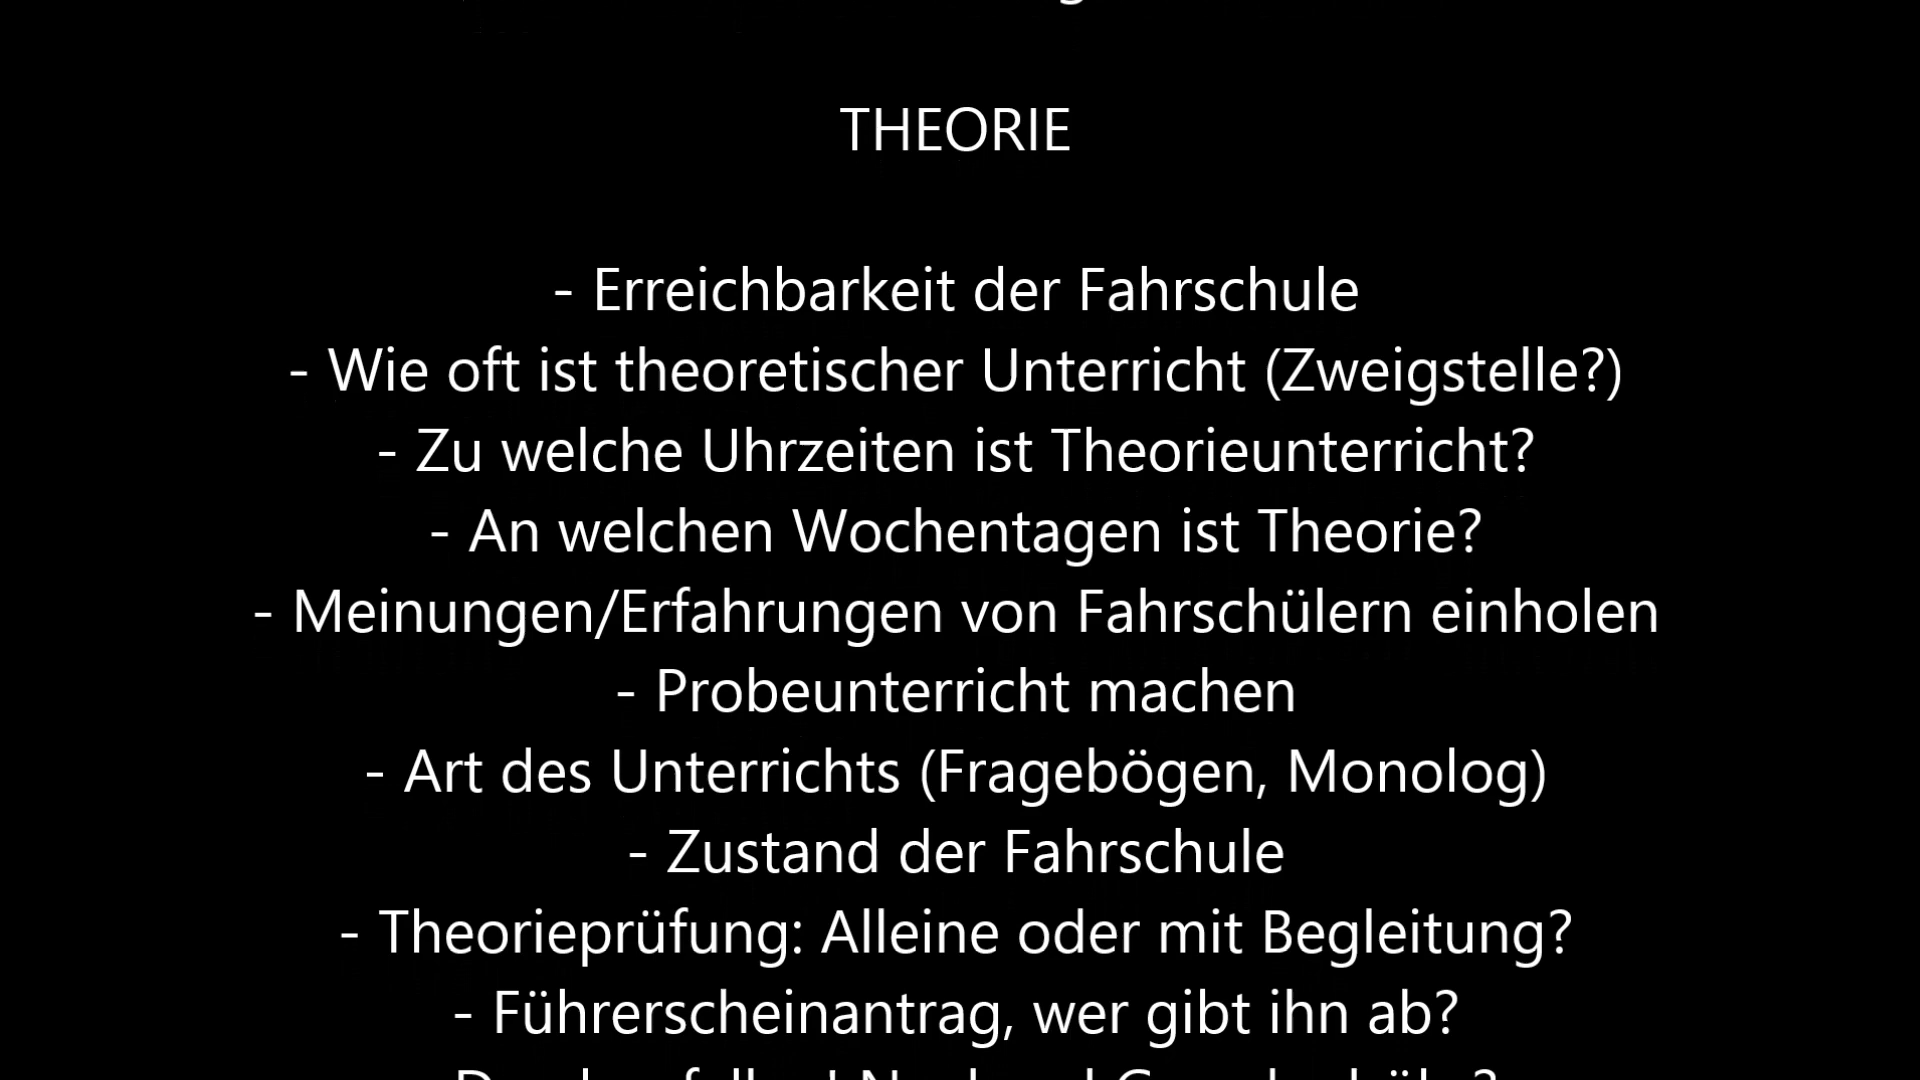 THEORIE
- Erreichbarkeit der Fahrschule
- Wie oft ist theoretischer Unterricht (Zweigstelle?)
- Zu welche Uhrzeiten ist Theorieunterricht?
- An welchen Wochentagen ist Theorie?
- Meinungen/Erfahrungen von Fahrschülern einholen
- Probeunterricht machen
- Art des Unterrichts (Fragebögen, Monolog)
- Zustand der Fahrschule
- Theorieprüfung: Alleine oder mit Begleitung?
- Führerscheinantrag, wer gibt ihn ab?